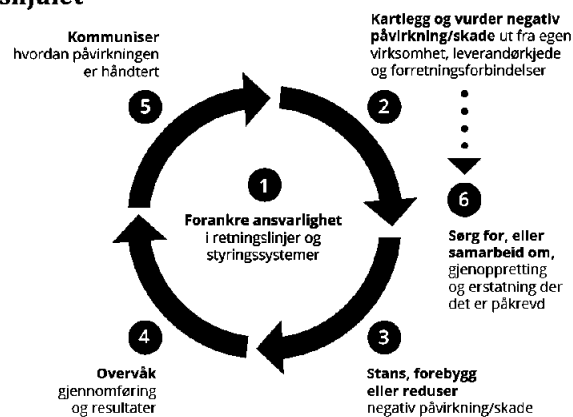 Kommuniser
hvordan påvirkningen
er håndtert
5
Kartlegg og vurder negativ
påvirkning/skade ut fra egen
virksomhet, leverandørkjede
og forretningsforbindelser
2
1
Forankre ansvarlighet
i retningslinjer og
styringssystemer
6
Sørg for, eller
samarbeid om,
gjenoppretting
og erstatning der
det er påkrevd
4
Overvåk
gjennomføring
og resultater
3
Stans, forebygg
eller reduser
negativ påvirkning/skade